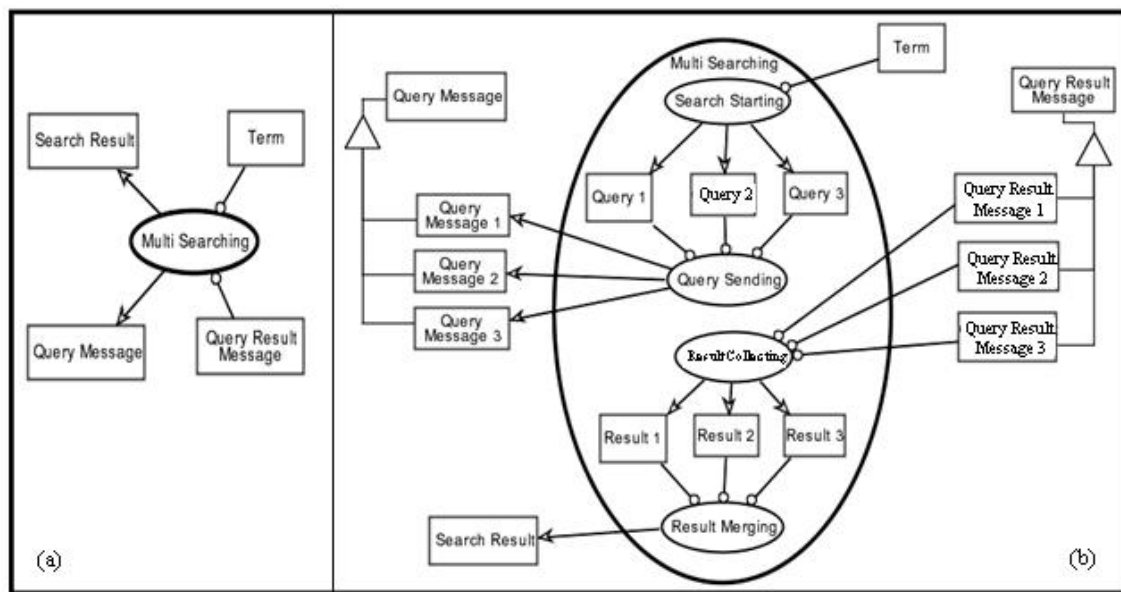 Search Result
Term
Multi Searching
Query Message
Query Result
Message
(a)
Query Message
Multi Searching
Term
Search Starting
Query Result
Message
Query 1
Query 2
Query 3
Query
Message 1
Query
Message 2
Query
Message 3
Query Sending
Query Result
Message 1
Query Result
Message 2
Query Result
Message 3
Result Collecting
Result 1
Result 2
Result 3
Result Merging
Search Result
(b)